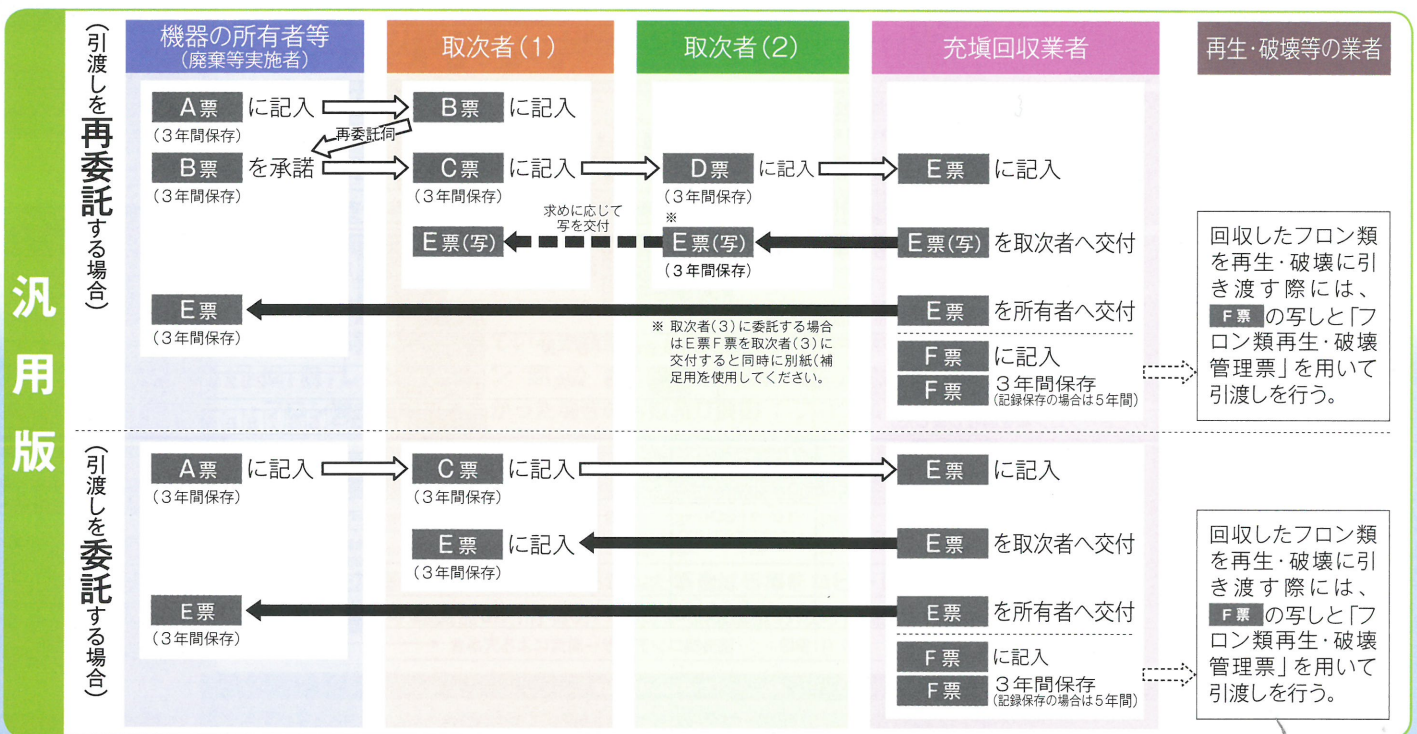 汎用版
(引渡しを再委託する場合)
機器の所有者等
(廃棄等実施者)
取次者(1)
取次者(2)
充塡回収業者
再生・破壊等の業者
A票 に記入
(3年間保存)
B票 に記入
再委託伺
B票 を承諾
(3年間保存)
C票 に記入
(3年間保存)
D票 に記入
(3年間保存)
E票 に記入
求めに応じて
写を交付
※
E票(写)
E票(写)
(3年間保存)
E票(写) を取次者へ交付
E票
(3年間保存)
E票 を所有者へ交付
※ 取次者(3)に委託する場合
はE票F票を取次者(3)に
交付すると同時に別紙(補
足用)を使用してください。
F票 に記入
F票 3年間保存
(記録保存の場合は5年間)
回収したフロン類
を再生・破壊に引
き渡す際には、
F票 の写しと「フ
ロン類再生・破壊
管理票」を用いて
引渡しを行う。
(引渡しを委託する場合)
A票 に記入
(3年間保存)
C票 に記入
(3年間保存)
E票 に記入
E票 に記入
(3年間保存)
E票 を取次者へ交付
E票
(3年間保存)
E票 を所有者へ交付
F票 に記入
F票 3年間保存
(記録保存の場合は5年間)
回収したフロン類
を再生・破壊に引
き渡す際には、
F票 の写しと「フ
ロン類再生・破壊
管理票」を用いて
引渡しを行う。